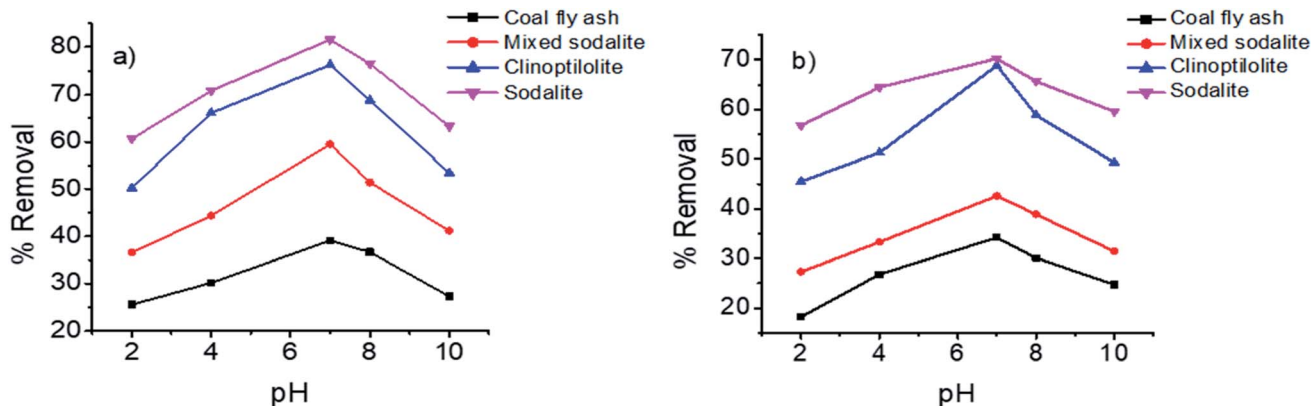 a)
Coal fly ash
Mixed sodalite
Clinoptilolite
Sodalite
% Removal
80
70
60
50
40
30
20
2 4 6 8 10
pH
b)
Coal fly ash
Mixed sodalite
Clinoptilolite
Sodalite
% Removal
70
60
50
40
30
20
2 4 6 8 10
pH